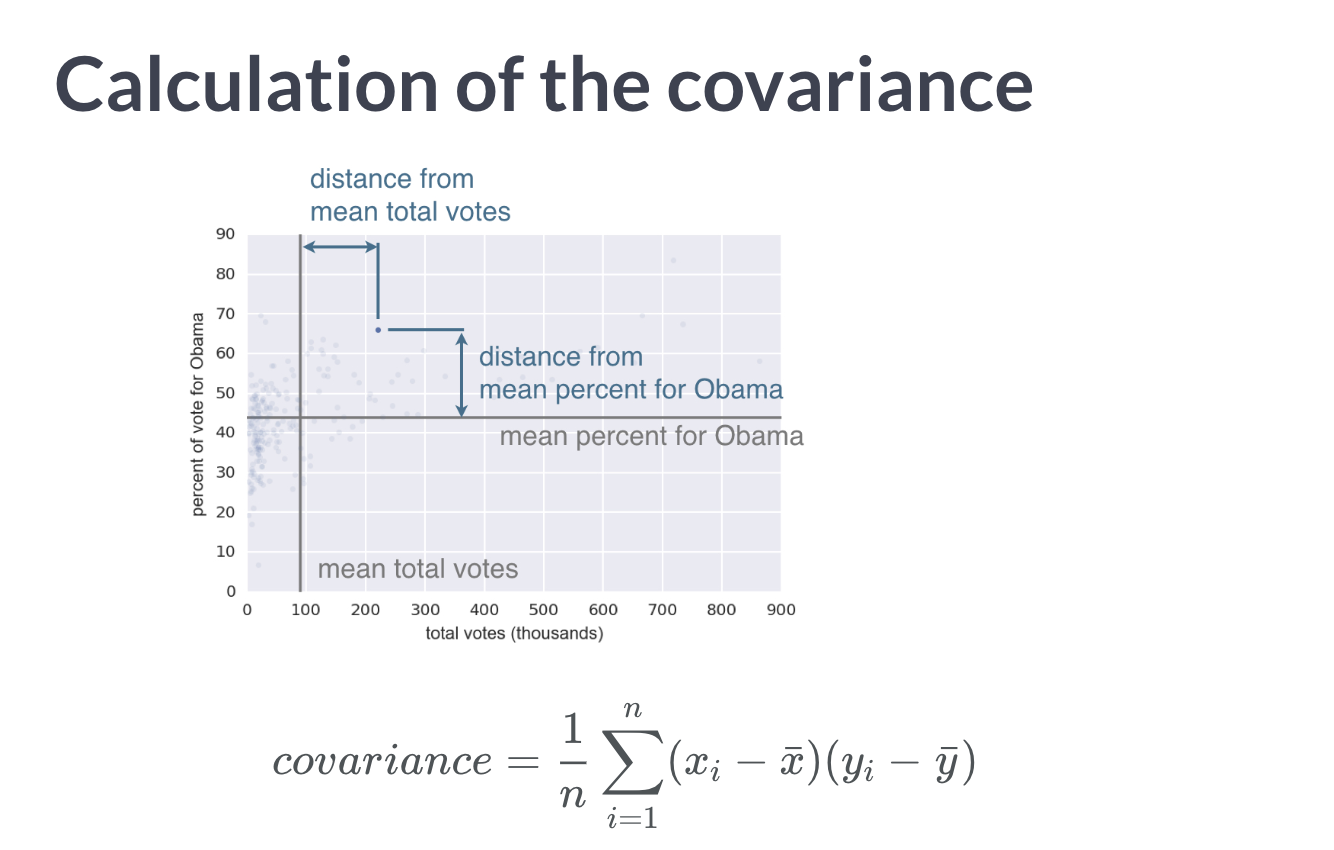 Calculation of the covariance
distance from
mean total votes
90
80
70
60
50
40
30
20
10
0
percent of vote for Obama
distance from
mean percent for Obama
mean percent for Obama
mean total votes
0 100 200 300 400 500 600 700 800 900
total votes (thousands)
covariance = \frac{1}{n} \sum_{i=1}^{n} (x_i − \bar{x})(y_i − \bar{y})